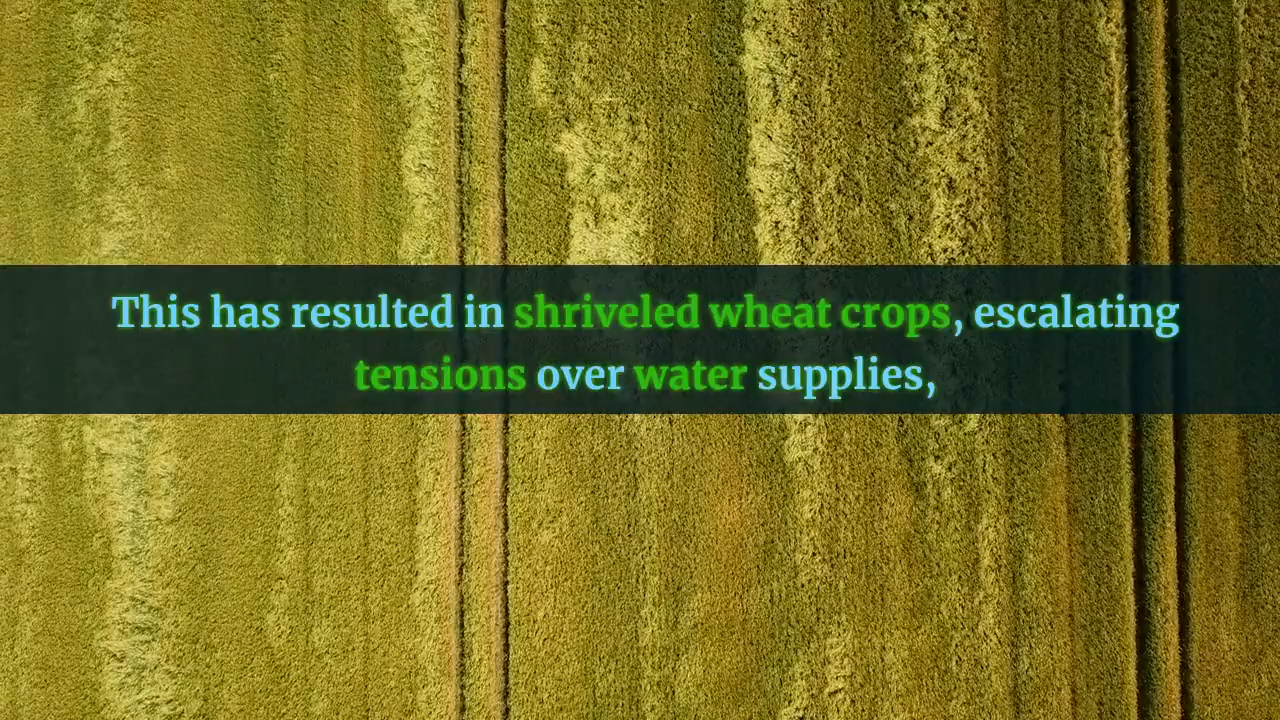 This has resulted in shriveled wheat crops, escalating
tensions over water supplies,